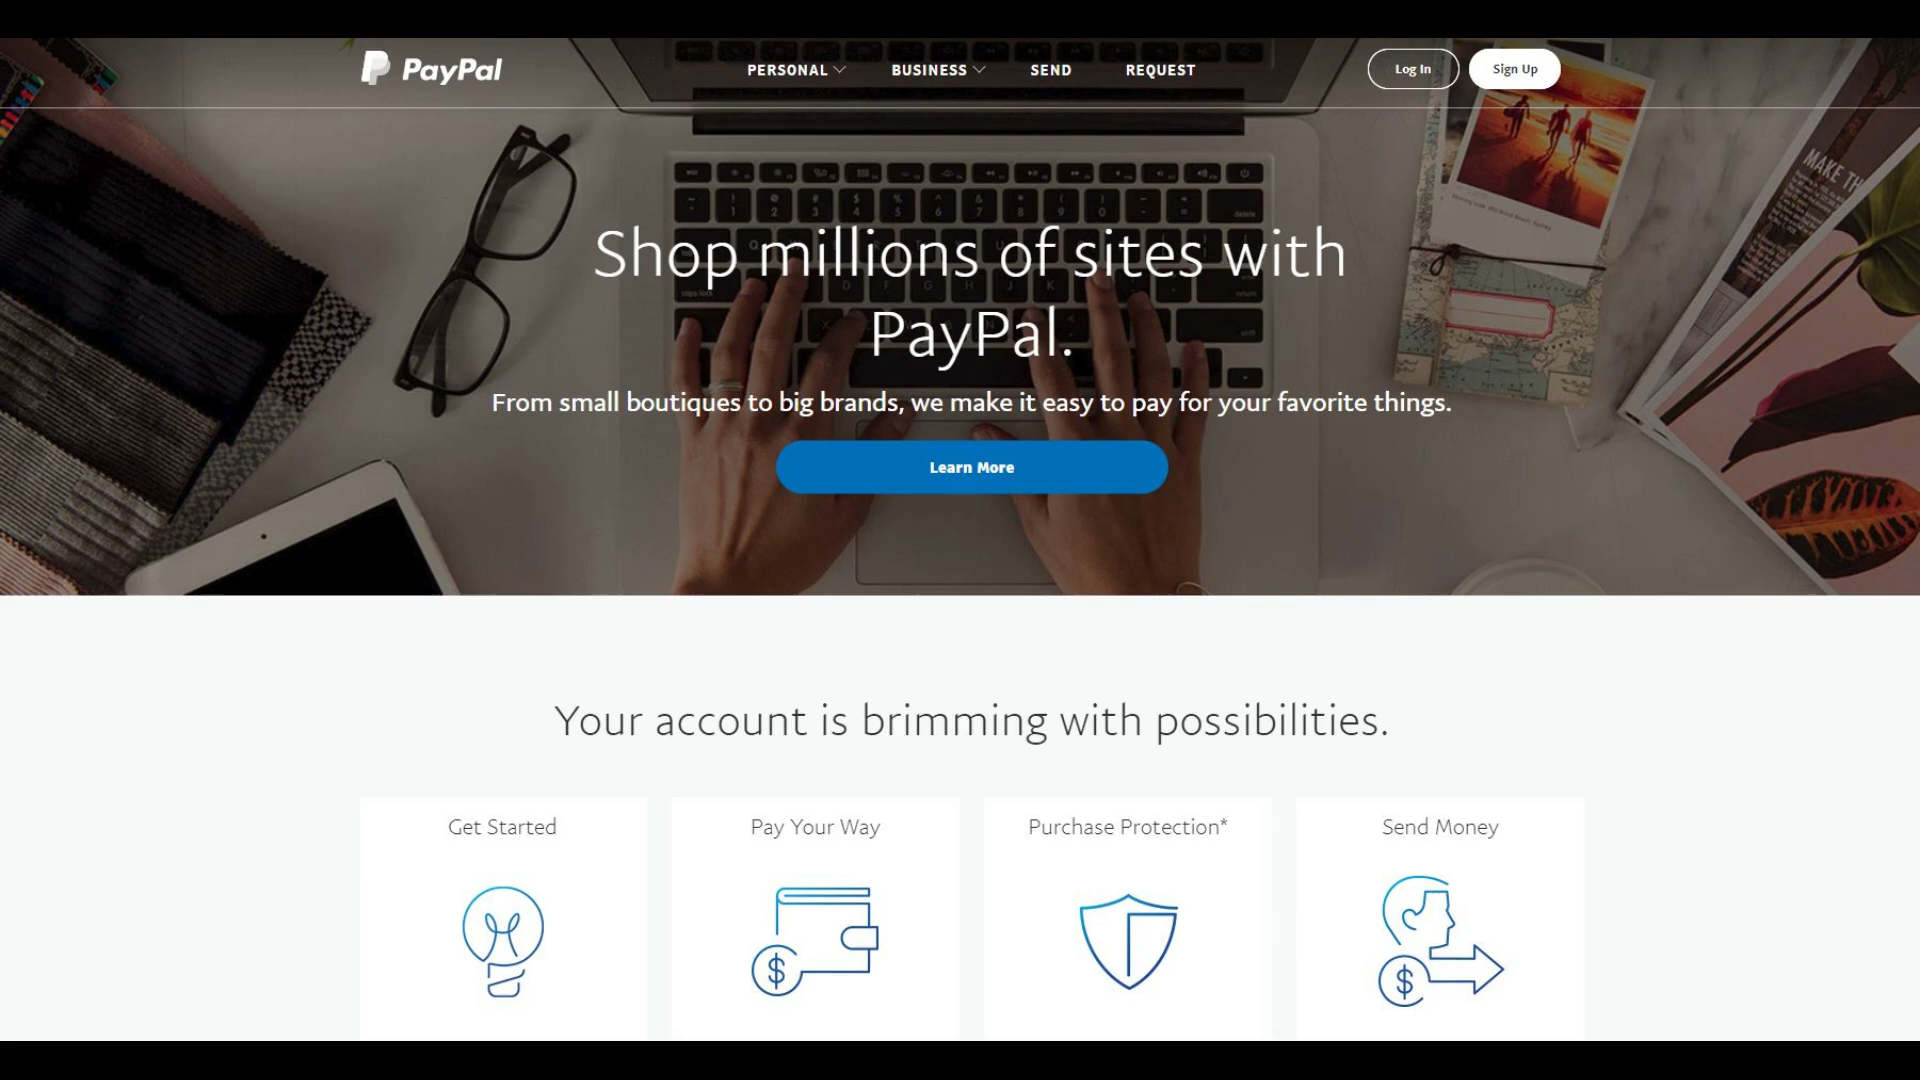 PayPal
PERSONAL
BUSINESS
SEND
REQUEST
Log In
Sign Up
MAKE TH
Shop millions of sites with
PayPal.
From small boutiques to big brands, we make it easy to pay for your favorite things.
Learn More
Your account is brimming with possibilities.
Get Started
Pay Your Way
Purchase Protection*
Send Money
$
$